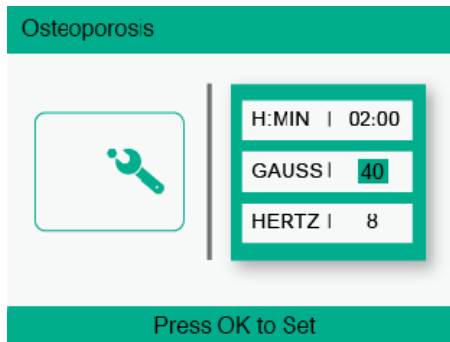 Osteoporosis
H:MIN | 02:00
GAUSS | 40
HERTZ | 8
Press OK to Set